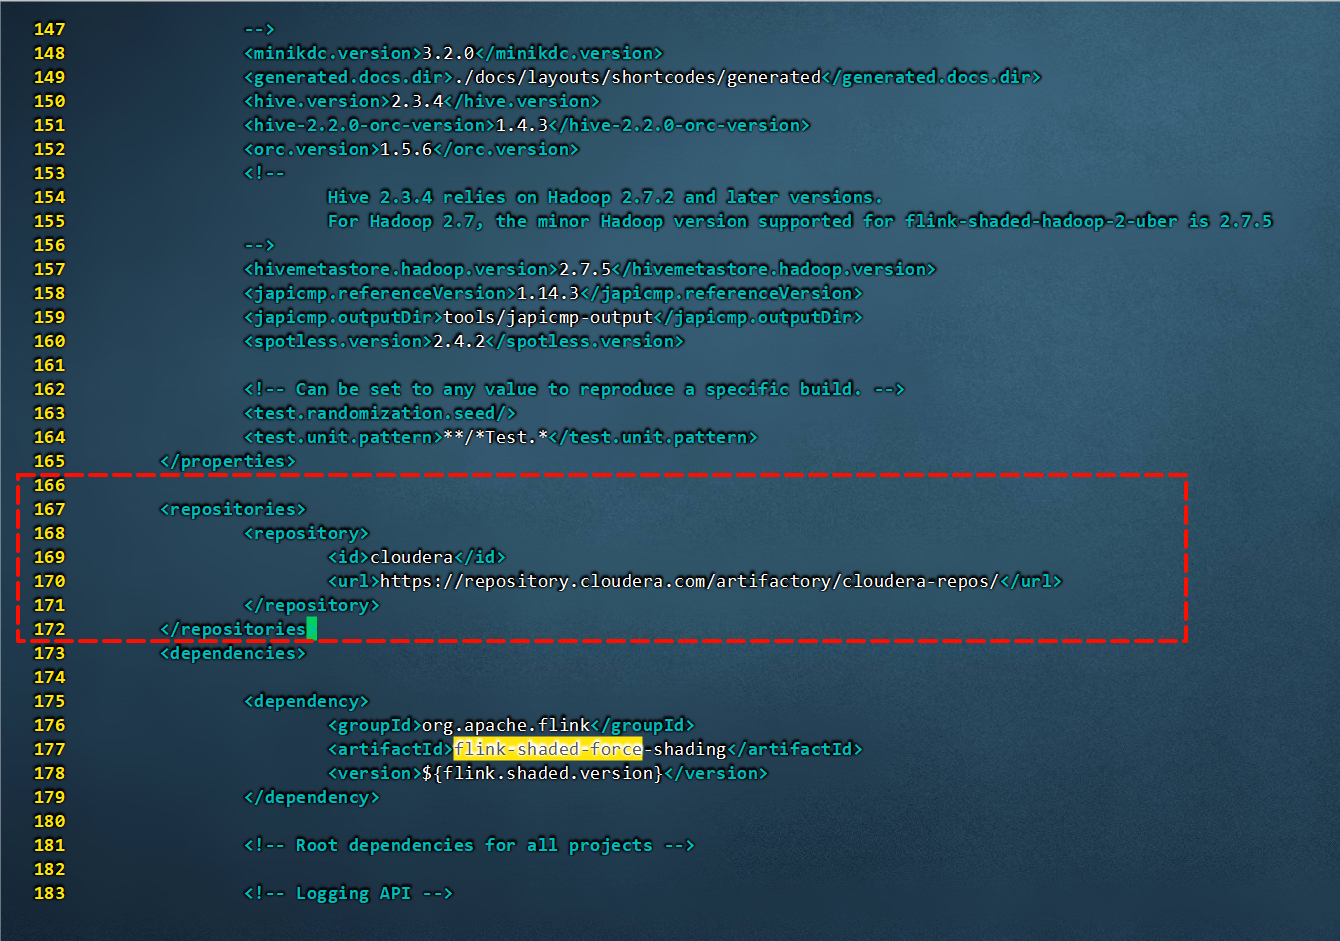 147 -->
148 <minikdc.version>3.2.0</minikdc.version>
149 <generated.docs.dir>./docs/layouts/shortcodes/generated</generated.docs.dir>
150 <hive.version>2.3.4</hive.version>
151 <hive-2.2.0-orc-version>1.4.3</hive-2.2.0-orc-version>
152 <orc.version>1.5.6</orc.version>
153 <!--
154 Hive 2.3.4 relies on Hadoop 2.7.2 and later versions.
155 For Hadoop 2.7, the minor Hadoop version supported for flink-shaded-hadoop-2-uber is 2.7.5
156 -->
157 <hivemetastore.hadoop.version>2.7.5</hivemetastore.hadoop.version>
158 <japicmp.referenceVersion>1.14.3</japicmp.referenceVersion>
159 <japicmp.outputDir>tools/japicmp-output</japicmp.outputDir>
160 <spotless.version>2.4.2</spotless.version>
161
162 <!-- Can be set to any value to reproduce a specific build. -->
163 <test.randomization.seed/>
164 <test.unit.pattern>**/*Test.*</test.unit.pattern>
165 </properties>
166
167 <repositories>
168 <repository>
169 <id>cloudera</id>
170 <url>https://repository.cloudera.com/artifactory/cloudera-repos/</url>
171 </repository>
172 </repositories
173 <dependencies>
174
175 <dependency>
176 <groupId>org.apache.flink</groupId>
177 <artifactId>flink-shaded-force-shading</artifactId>
178 <version>${flink.shaded.version}</version>
179 </dependency>
180
181 <!-- Root dependencies for all projects -->
182
183 <!-- Logging API -->